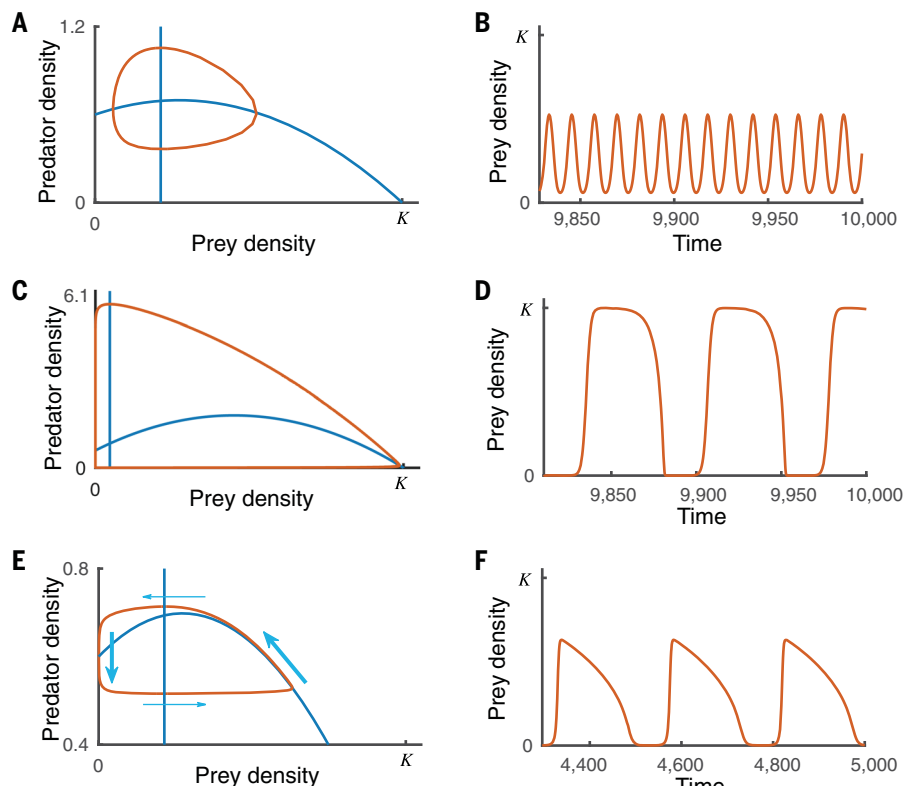 A
1.2
Predator density
0
0
K
Prey density
B
K
Prey density
0
9,850
9,900
9,950
10,000
Time
C
6.1
Predator density
0
0
K
Prey density
D
K
Prey density
0
9,850
9,900
9,950
10,000
Time
E
0.8
Predator density
0.4
0
K
Prey density
F
K
Prey density
0
4,400
4,600
4,800
5,000
Time